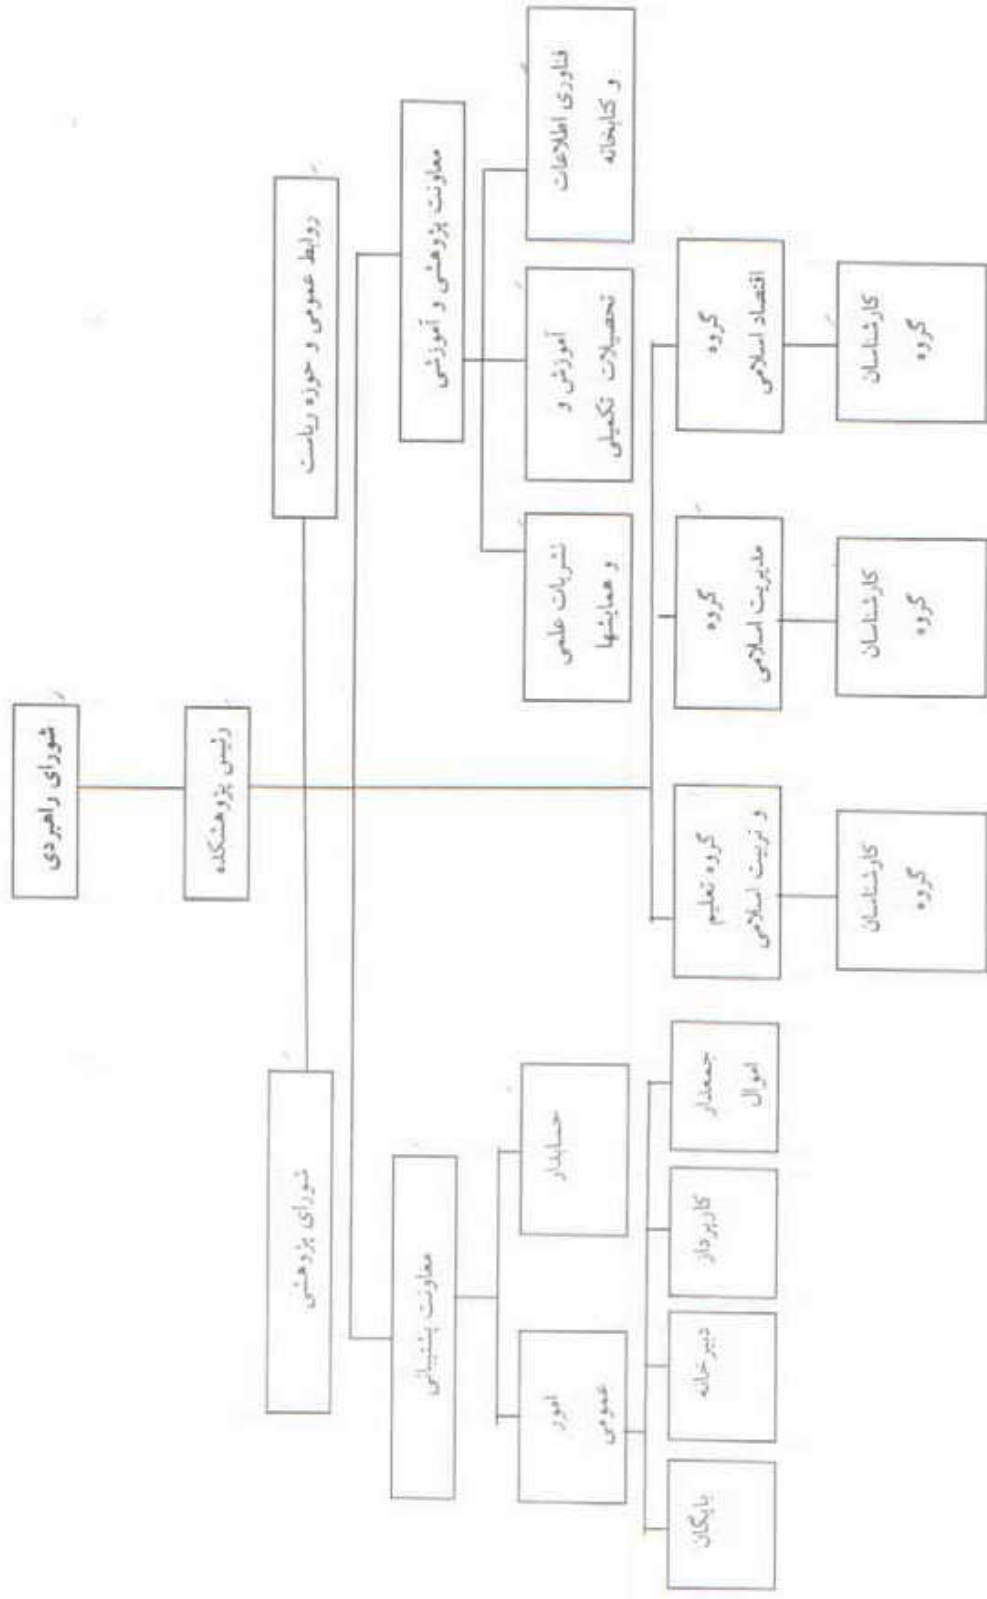 شورای راهبردی
رئیس پژوهشکده
روابط عمومی و حوزه ریاست
شورای پژوهشی
معاونت پژوهشی و آموزشی
معاونت پشتیبانی
فناوری اطلاعات
و کتابخانه
آموزش و
تحصیلات تکمیلی
نشریات علمی
و همایشها
حسابدار
امور
عمومی
گروه
اقتصاد اسلامی
گروه
مدیریت اسلامی
گروه تعلیم
و تربیت اسلامی
جمعدار
اموال
کارپرداز
دبیرخانه
بایگان
کارشناسان
گروه
کارشناسان
گروه
کارشناسان
گروه